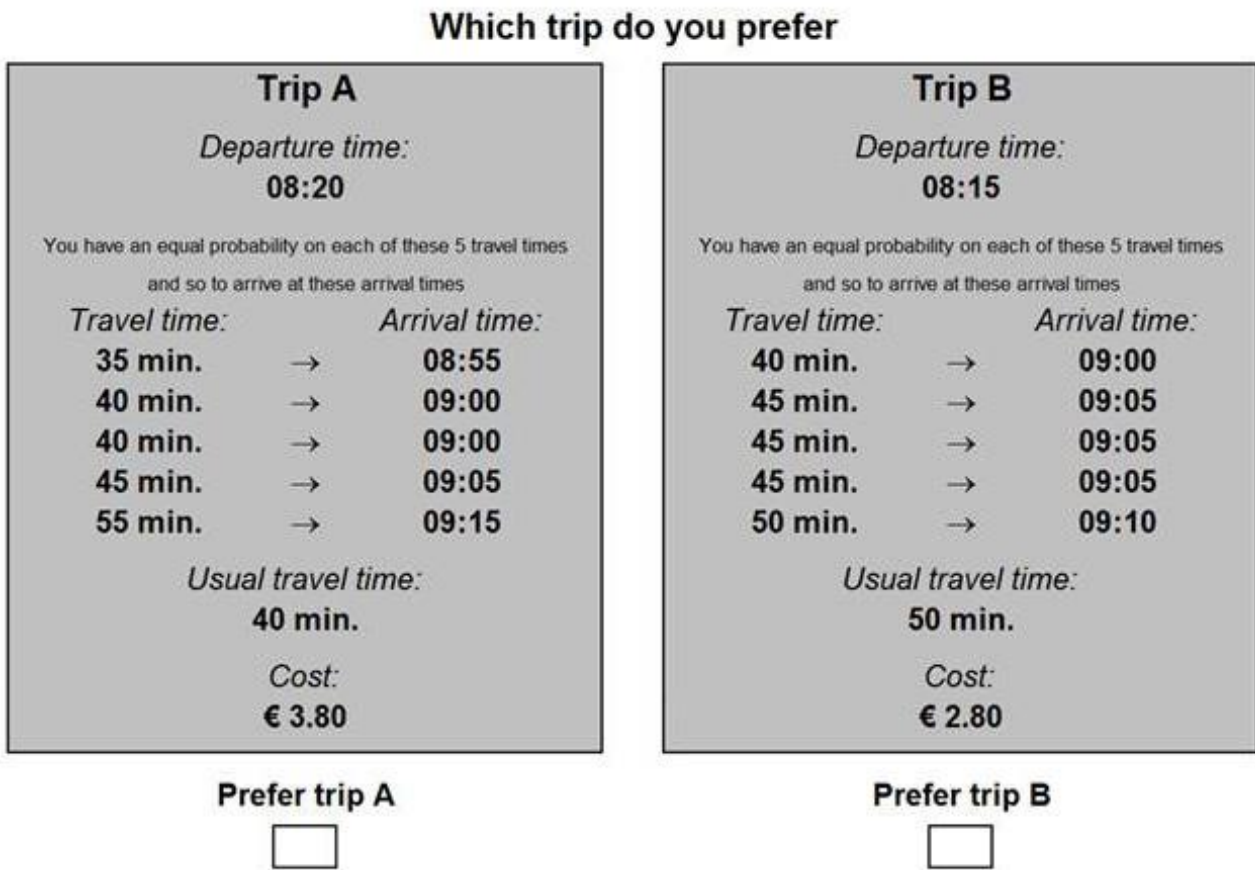 Which trip do you prefer
Trip A
Departure time:
08:20
You have an equal probability on each of these 5 travel times
and so to arrive at these arrival times
Travel time: Arrival time:
35 min. → 08:55
40 min. → 09:00
40 min. → 09:00
45 min. → 09:05
55 min. → 09:15
Usual travel time:
40 min.
Cost:
€ 3.80
Prefer trip A
Trip B
Departure time:
08:15
You have an equal probability on each of these 5 travel times
and so to arrive at these arrival times
Travel time: Arrival time:
40 min. → 09:00
45 min. → 09:05
45 min. → 09:05
45 min. → 09:05
50 min. → 09:10
Usual travel time:
50 min.
Cost:
€ 2.80
Prefer trip B